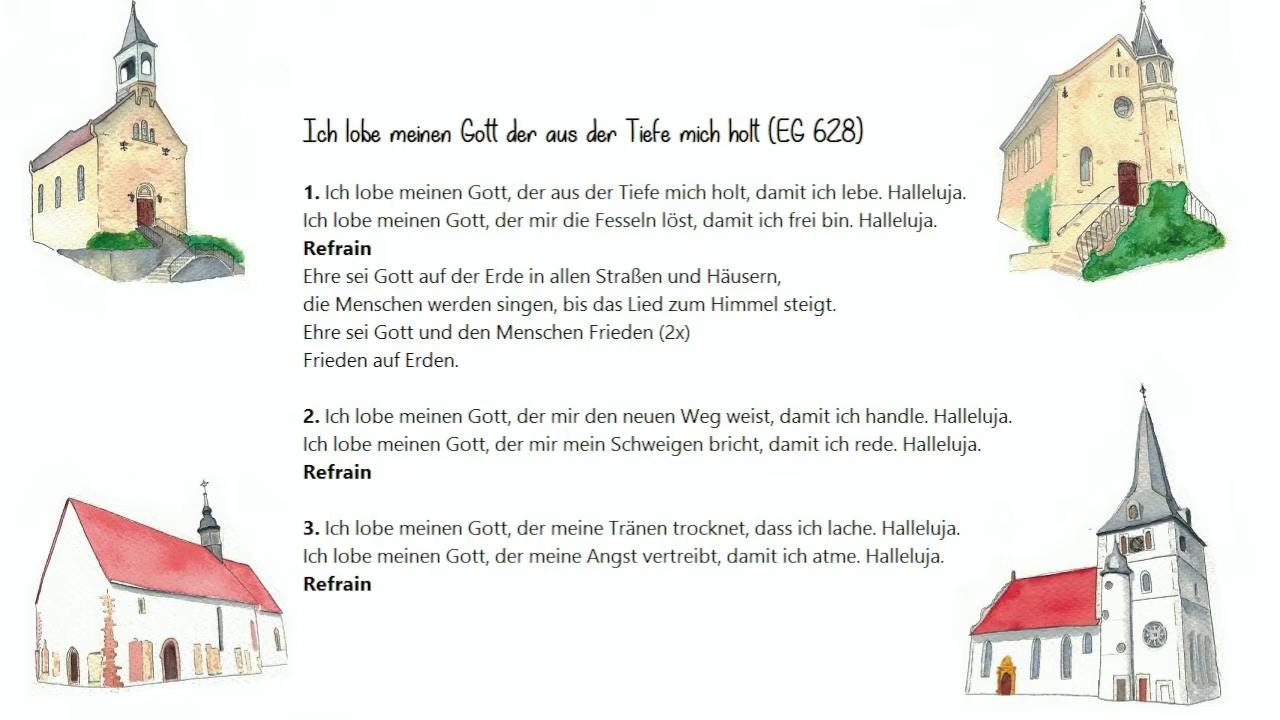 Ich lobe meinen Gott der aus der Tiefe mich holt (EG 628)
1. Ich lobe meinen Gott, der aus der Tiefe mich holt, damit ich lebe. Halleluja.
Ich lobe meinen Gott, der mir die Fesseln löst, damit ich frei bin. Halleluja.
Refrain
Ehre sei Gott auf der Erde in allen Straßen und Häusern,
die Menschen werden singen, bis das Lied zum Himmel steigt.
Ehre sei Gott und den Menschen Frieden (2x)
Frieden auf Erden.
2. Ich lobe meinen Gott, der mir den neuen Weg weist, damit ich handle. Halleluja.
Ich lobe meinen Gott, der mir mein Schweigen bricht, damit ich rede. Halleluja.
Refrain
3. Ich lobe meinen Gott, der meine Tränen trocknet, dass ich lache. Halleluja.
Ich lobe meinen Gott, der meine Angst vertreibt, damit ich atme. Halleluja.
Refrain